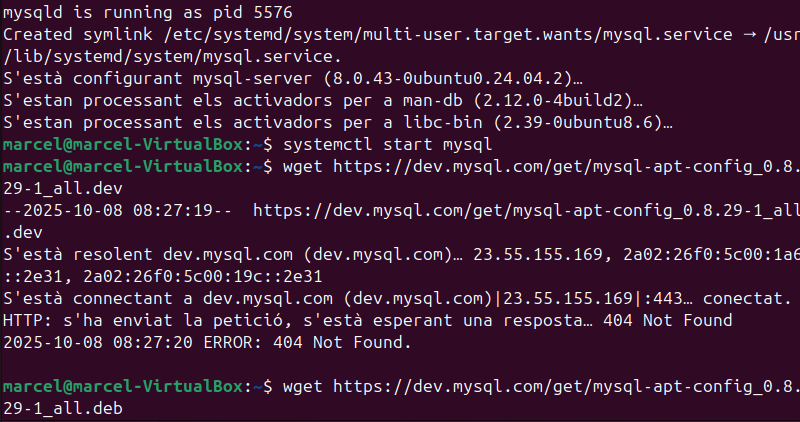 mysqld is running as pid 5576
Created symlink /etc/systemd/system/multi-user.target.wants/mysql.service → /usr
/lib/systemd/system/mysql.service.
S'està configurant mysql-server (8.0.43-0ubuntu0.24.04.2)…
S'estan processant els activadors per a man-db (2.12.0-4build2)…
S'estan processant els activadors per a libc-bin (2.39-0ubuntu8.6)…
marcel@marcel-VirtualBox:~$ systemctl start mysql
marcel@marcel-VirtualBox:~$ wget https://dev.mysql.com/get/mysql-apt-config_0.8.
29-1_all.dev
--2025-10-08 08:27:19--  https://dev.mysql.com/get/mysql-apt-config_0.8.29-1_all
.dev
S'està resolent dev.mysql.com (dev.mysql.com)… 23.55.155.169, 2a02:26f0:5c00:1a6
::2e31, 2a02:26f0:5c00:19c::2e31
S'està connectant a dev.mysql.com (dev.mysql.com)|23.55.155.169|:443… conectat.
HTTP: s'ha enviat la petició, s'està esperant una resposta… 404 Not Found
2025-10-08 08:27:20 ERROR: 404 Not Found.
marcel@marcel-VirtualBox:~$ wget https://dev.mysql.com/get/mysql-apt-config_0.8.
29-1_all.deb